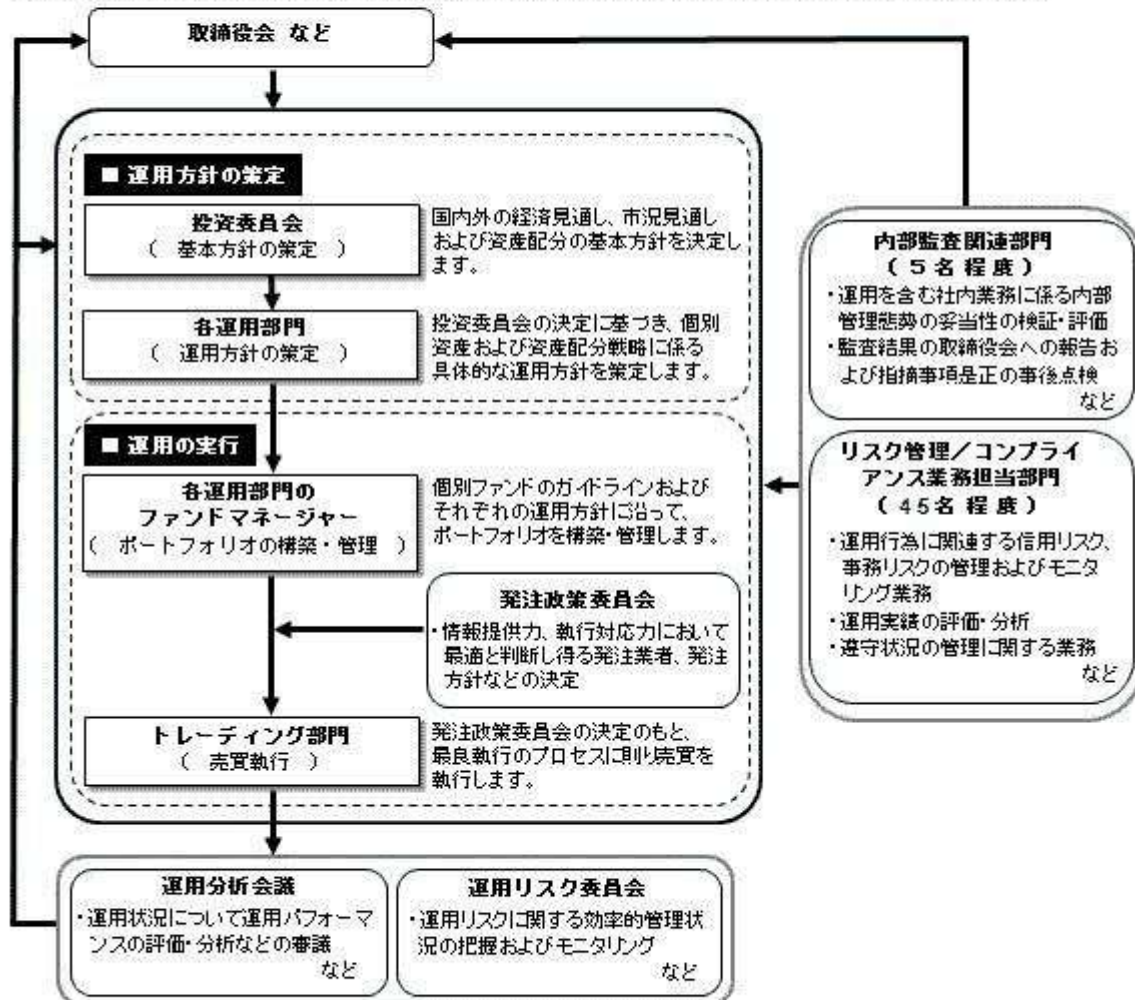 取締役会 など
■ 運用方針の策定
投資委員会
( 基本方針の策定 )
国内外の経済見通し、市況見通し
および資産配分の基本方針を決定し
ます。
各運用部門
( 運用方針の策定 )
投資委員会の決定に基づき、個別
資産および資産配分戦略に係る
具体的な運用方針を策定します。
■ 運用の実行
各運用部門の
ファンドマネージャー
( ポートフォリオの構築・管理 )
個別ファンドのガイドラインおよび
それぞれの運用方針に沿って、
ポートフォリオを構築・管理します。
発注政策委員会
・情報提供力、執行対応力において
最適と判断し得る発注業者、発注
方針などの決定
トレーディング部門
( 売買執行 )
発注政策委員会の決定のもと、
最良執行のプロセスに則り売買を
執行します。
運用分析会議
・運用状況について運用パフォーマ
ンスの評価・分析などの審議
など
運用リスク委員会
・運用リスクに関する効率的管理状
況の把握およびモニタリング
など
内部監査関連部門
( 5名程度 )
・運用を含む社内業務に係る内部
管理態勢の妥当性の検証・評価
・監査結果の取締役会への報告お
よび指摘事項是正の事後点検
など
リスク管理/コンプライ
アンス業務担当部門
( 45名程度 )
・運用行為に関連する信用リスク、
事務リスクの管理およびモニタ
リング業務
・運用実績の評価・分析
・遵守状況の管理に関する業務
など